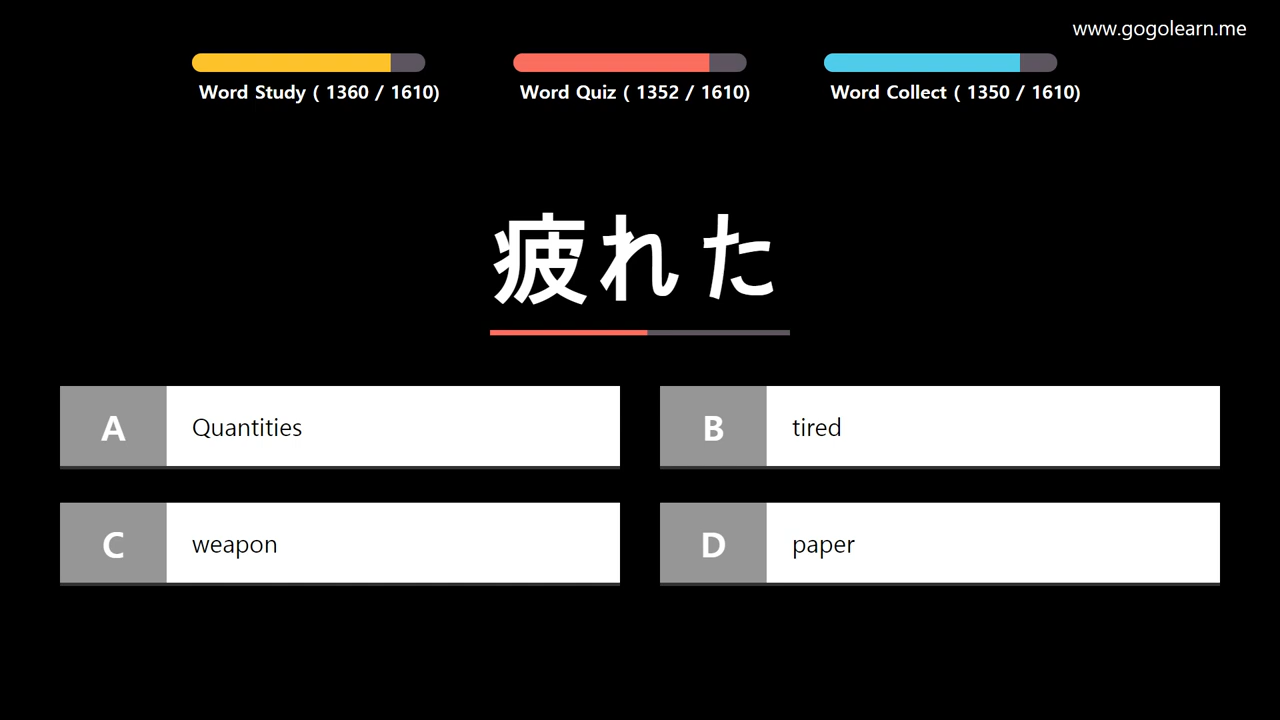 www.gogolearn.me
Word Study ( 1360 / 1610)
Word Quiz ( 1352 / 1610)
Word Collect ( 1350 / 1610)
疲れた
A Quantities
B tired
C weapon
D paper